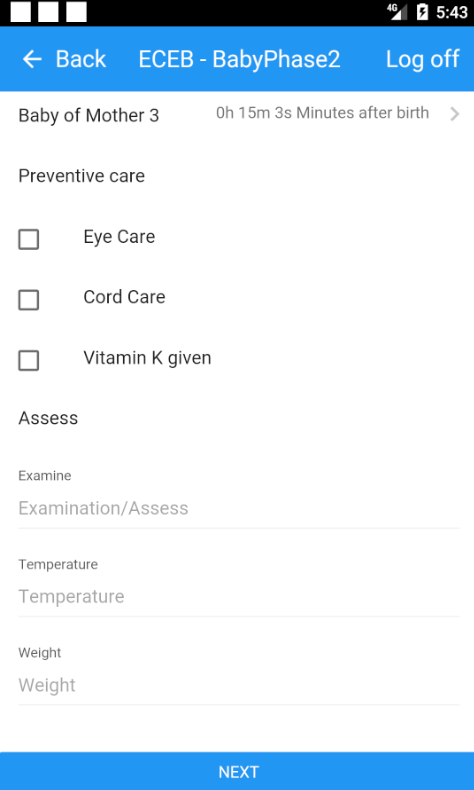 4G 5:43
Back ECEB - BabyPhase2 Log off
Baby of Mother 3 0h 15m 3s Minutes after birth
Preventive care
Eye Care
Cord Care
Vitamin K given
Assess
Examine
Examination/Assess
Temperature
Temperature
Weight
Weight
NEXT